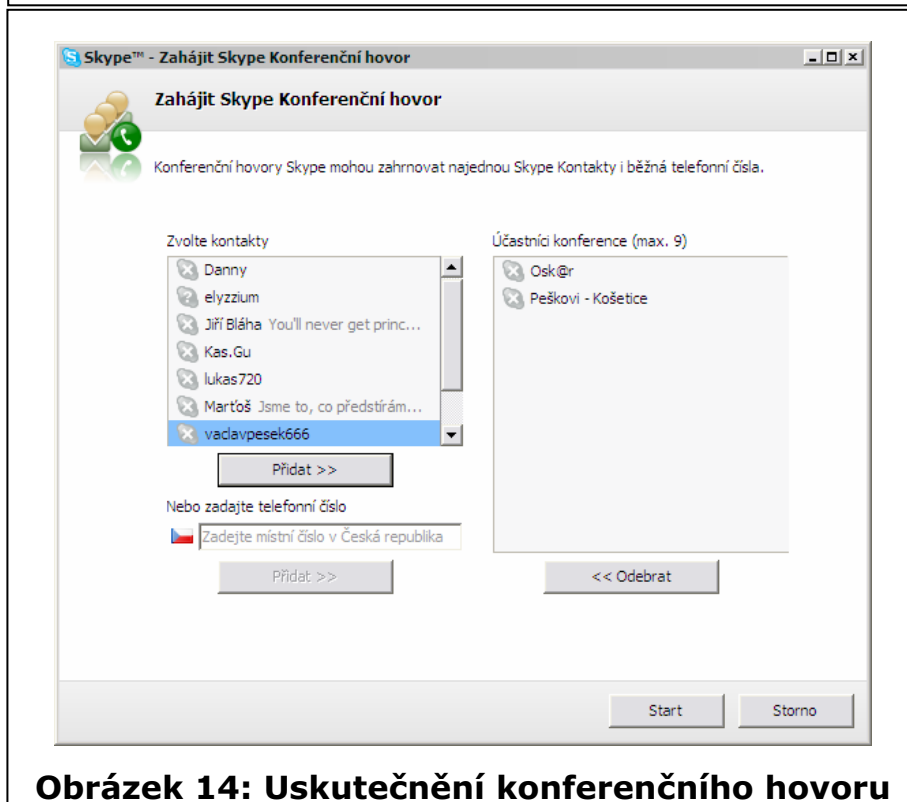 Skype™ - Zahájit Skype Konferenční hovor
Zahájit Skype Konferenční hovor
Konferenční hovory Skype mohou zahrnovat najednou Skype Kontakty i běžná telefonní čísla.
Zvolte kontakty
Danny
elyzzium
Jiří Bláha You'll never get princ...
Kas.Gu
lukas720
Marťoš Jsme to, co předstírám...
vaclavpesek666
Přidat >>
Nebo zadajte telefonní číslo
Zadejte místní číslo v Česká republika
Přidat >>
Účastníci konference (max. 9)
Osk@r
Peškovi - Košetice
<< Odebrat
Start
Storno
Obrázek 14: Uskutečnění konferenčního hovoru